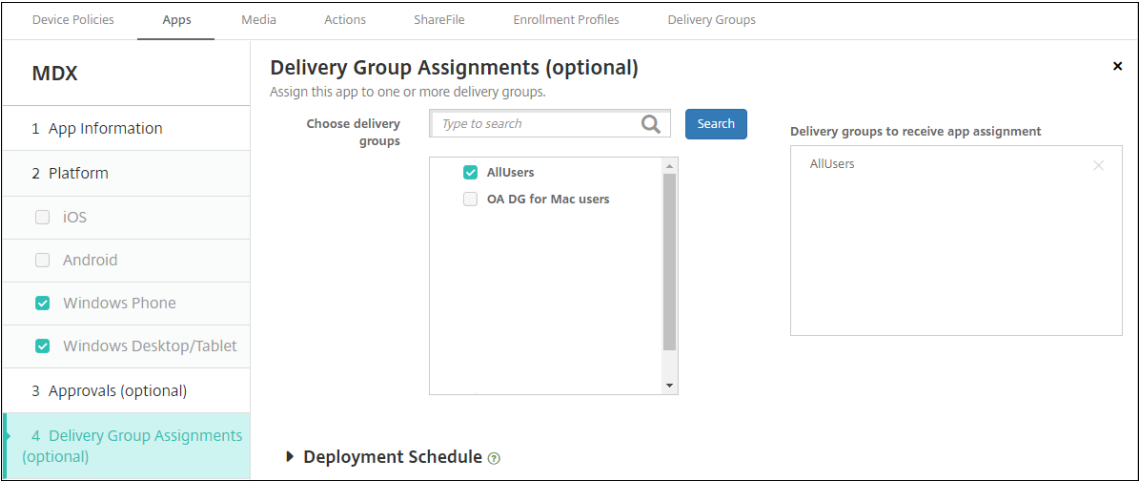 Device Policies Apps Media Actions ShareFile Enrollment Profiles Delivery Groups
MDX
1 App Information
2 Platform
iOS
Android
Windows Phone
Windows Desktop/Tablet
3 Approvals (optional)
4 Delivery Group Assignments
(optional)
Delivery Group Assignments (optional)
Assign this app to one or more delivery groups.
Choose delivery
groups
Type to search
Search
AllUsers
OA DG for Mac users
Delivery groups to receive app assignment
AllUsers
Deployment Schedule